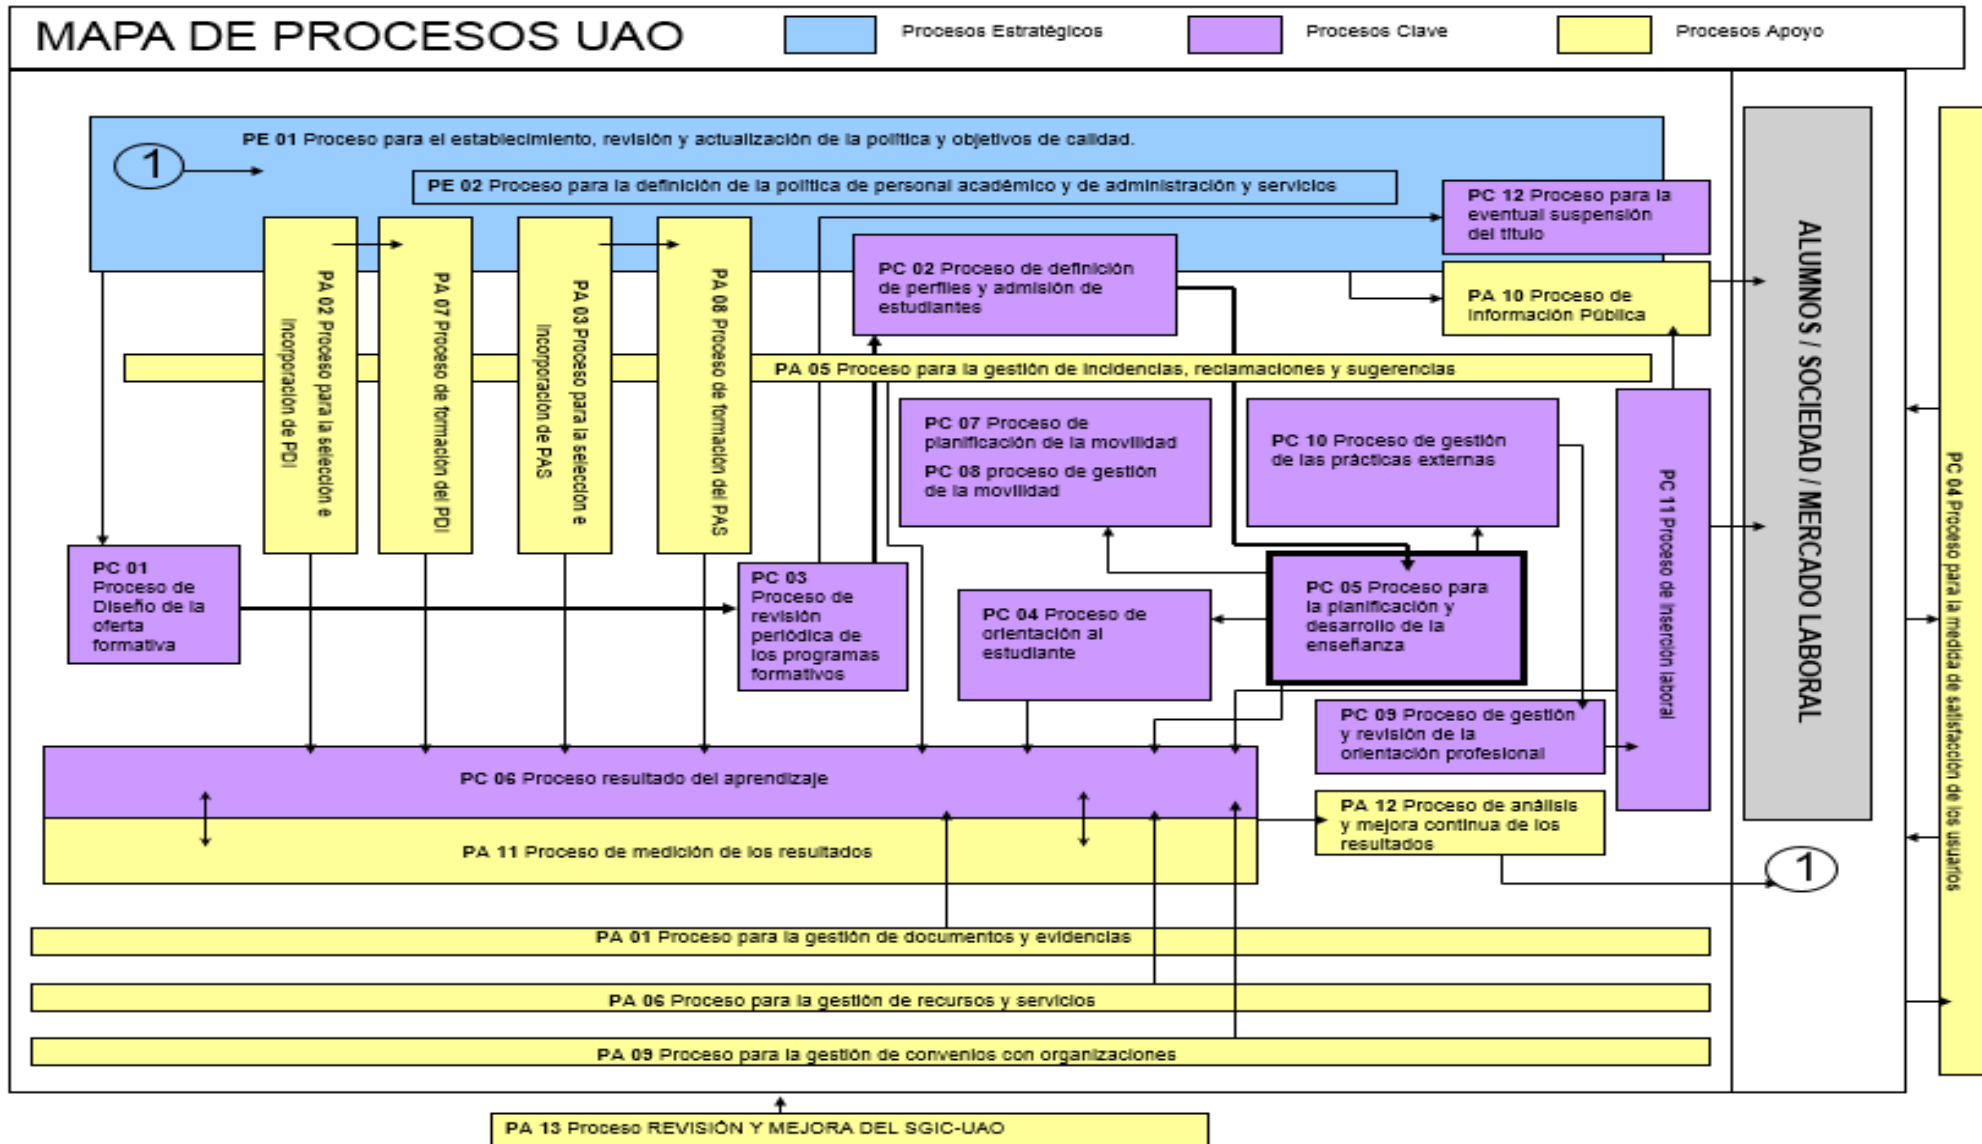 MAPA DE PROCESOS UAO
Procesos Estratégicos
Procesos Clave
Procesos Apoyo
PE 01 Proceso para el establecimiento, revisión y actualización de la política y objetivos de calidad.
1
PE 02 Proceso para la definición de la política de personal académico y de administración y servicios
PC 12 Proceso para la
eventual suspensión
del título
PA 02 Proceso para la selección e
incorporación de PDI
PA 07 Proceso de formación del PDI
PA 03 Proceso para la selección e
incorporación de PAS
PA 08 Proceso de formación del PAS
PC 02 Proceso de definición
de perfiles y admisión de
estudiantes
PA 10 Proceso de
Información Pública
PA 05 Proceso para la gestión de incidencias, reclamaciones y sugerencias
PC 07 Proceso de
planificación de la movilidad
PC 08 proceso de gestión
de la movilidad
PC 10 Proceso de gestión
de las prácticas externas
PC 11 Proceso de inserción laboral
ALUMNOS / SOCIEDAD / MERCADO LABORAL
PC 04 Proceso para la medida de satisfacción de los usuarios
PC 01
Proceso de
Diseño de la
oferta
formativa
PC 03
Proceso de
revisión
periódica de
los programas
formativos
PC 04 Proceso de
orientación al
estudiante
PC 05 Proceso para
la planificación y
desarrollo de la
enseñanza
PC 09 Proceso de gestión
y revisión de la
orientación profesional
PC 06 Proceso resultado del aprendizaje
PA 11 Proceso de medición de los resultados
PA 12 Proceso de análisis
y mejora continua de los
resultados
1
PA 01 Proceso para la gestión de documentos y evidencias
PA 06 Proceso para la gestión de recursos y servicios
PA 09 Proceso para la gestión de convenios con organizaciones
PA 13 Proceso REVISIÓN Y MEJORA DEL SGIC-UAO